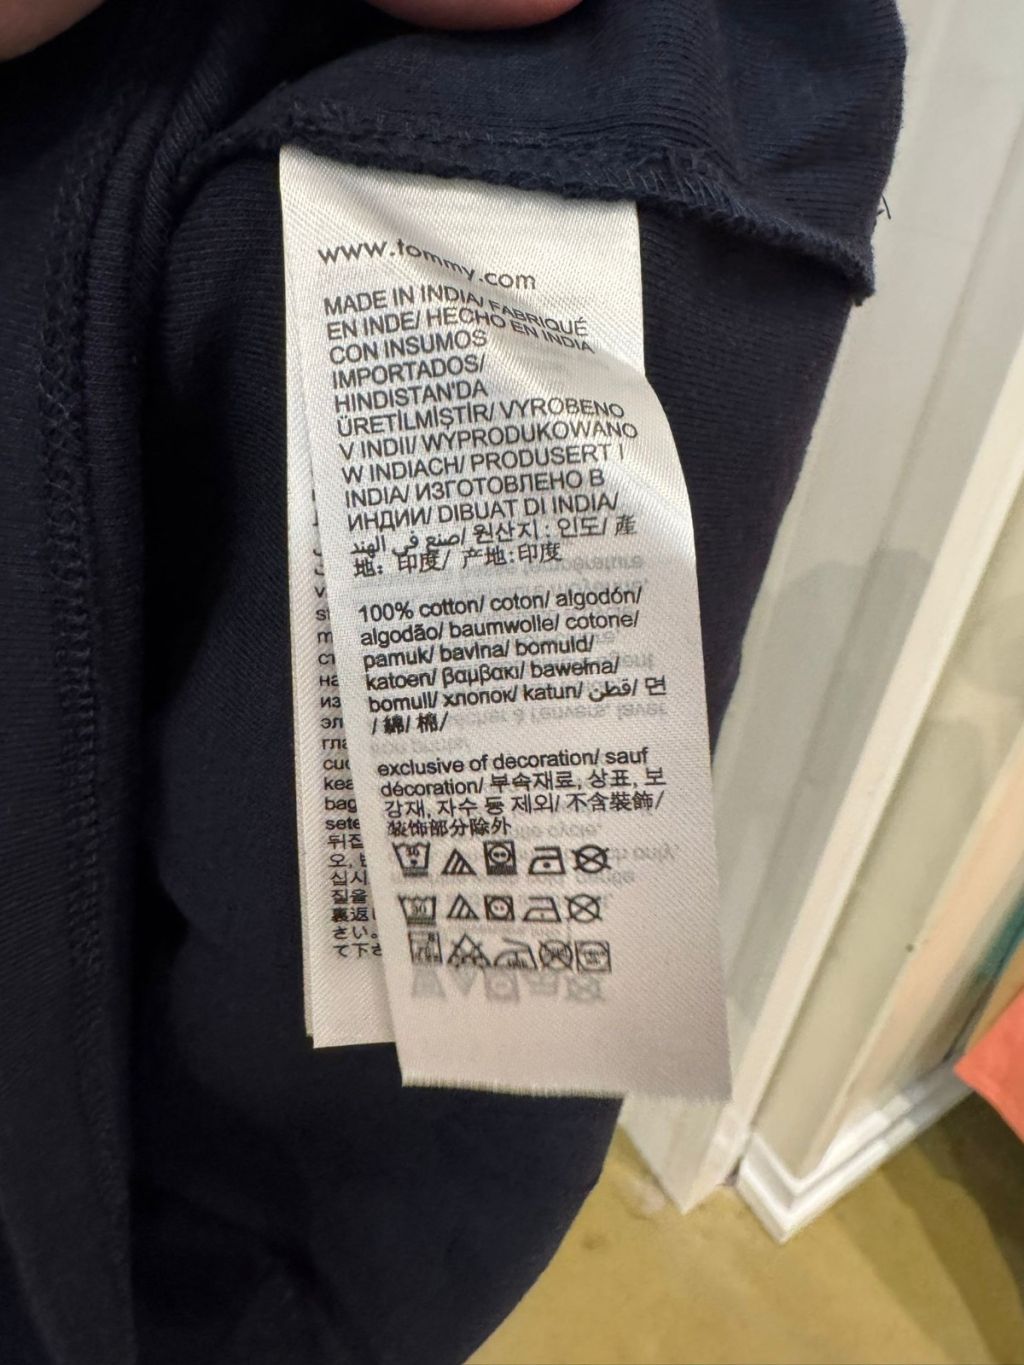 www.tommy.com
MADE IN INDIA/ FABRIQUÉ
EN INDE/ HECHO EN INDIA
CON INSUMOS
IMPORTADOS/
HINDISTAN'DA
ÜRETİLMİŞTİR/ VYROBENO
V INDII/ WYPRODUKOWANO
W INDIACH/ PRODUSERT I
INDIA/ ИЗГОТОВЛЕНО В
ИНДИИ/ DIBUAT DI INDIA/
صنع في الهند/ 원산지 : 인도/ 產
地: 印度/ 产地:印度
100% cotton/ coton/ algodón/
algodão/ baumwolle/ cotone/
pamuk/ bavlna/ bomuld/
katoen/ βαμβακι/ bawełna/
bomull/ хлопок/ katun/ قطن/ 면
/ 綿/ 棉/
exclusive of decoration/ sauf
décoration/ 부속재료, 상표, 보
강재, 자수 등 제외/ 不含裝飾/
装饰部分除外